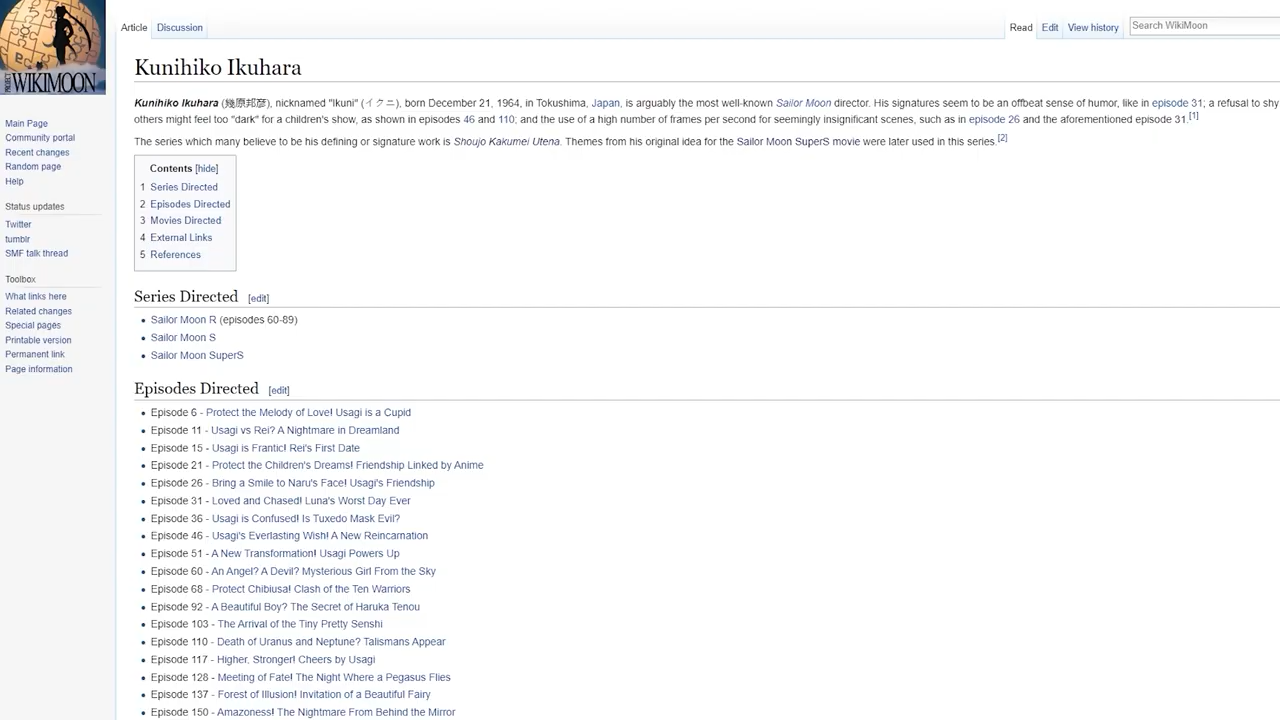 PROJECT WIKIMOON
Article Discussion Read Edit View history Search WikiMoon
Kunihiko Ikuhara
Kunihiko Ikuhara (幾原邦彦), nicknamed "Ikuni" (イクニ), born December 21, 1964, in Tokushima, Japan, is arguably the most well-known Sailor Moon director. His signatures seem to be an offbeat sense of humor, like in episode 31; a refusal to shy
others might feel too "dark" for a children's show, as shown in episodes 46 and 110; and the use of a high number of frames per second for seemingly insignificant scenes, such as in episode 26 and the aforementioned episode 31.[1]
The series which many believe to be his defining or signature work is Shoujo Kakumei Utena. Themes from his original idea for the Sailor Moon SuperS movie were later used in this series.[2]
Contents [hide]
1 Series Directed
2 Episodes Directed
3 Movies Directed
4 External Links
5 References
Main Page
Community portal
Recent changes
Random page
Help
Status updates
Twitter
tumblr
SMF talk thread
Toolbox
What links here
Related changes
Special pages
Printable version
Permanent link
Page information
Series Directed [edit]
Sailor Moon R (episodes 60-89)
Sailor Moon S
Sailor Moon SuperS
Episodes Directed [edit]
Episode 6 - Protect the Melody of Love! Usagi is a Cupid
Episode 11 - Usagi vs Rei? A Nightmare in Dreamland
Episode 15 - Usagi is Frantic! Rei's First Date
Episode 21 - Protect the Children's Dreams! Friendship Linked by Anime
Episode 26 - Bring a Smile to Naru's Face! Usagi's Friendship
Episode 31 - Loved and Chased! Luna's Worst Day Ever
Episode 36 - Usagi is Confused! Is Tuxedo Mask Evil?
Episode 46 - Usagi's Everlasting Wish! A New Reincarnation
Episode 51 - A New Transformation! Usagi Powers Up
Episode 60 - An Angel? A Devil? Mysterious Girl From the Sky
Episode 68 - Protect Chibiusa! Clash of the Ten Warriors
Episode 92 - A Beautiful Boy? The Secret of Haruka Tenou
Episode 103 - The Arrival of the Tiny Pretty Senshi
Episode 110 - Death of Uranus and Neptune? Talismans Appear
Episode 117 - Higher, Stronger! Cheers by Usagi
Episode 128 - Meeting of Fate! The Night Where a Pegasus Flies
Episode 137 - Forest of Illusion! Invitation of a Beautiful Fairy
Episode 150 - Amazoness! The Nightmare From Behind the Mirror